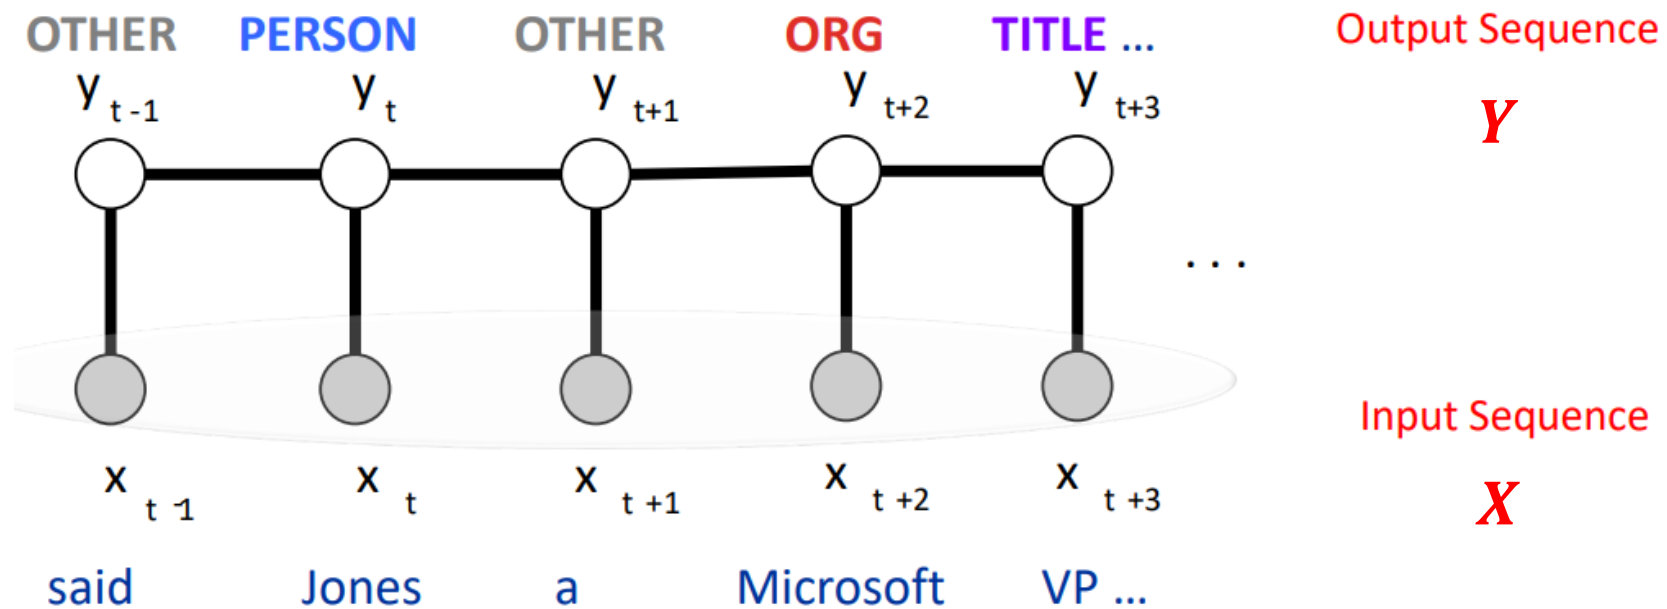 OTHER PERSON OTHER ORG TITLE ... Output Sequence
y t -1 y t y t+1 y t+2 y t+3 Y
. . .
Input Sequence
x t -1 x t x t +1 x t +2 x t +3 X
said Jones a Microsoft VP ...